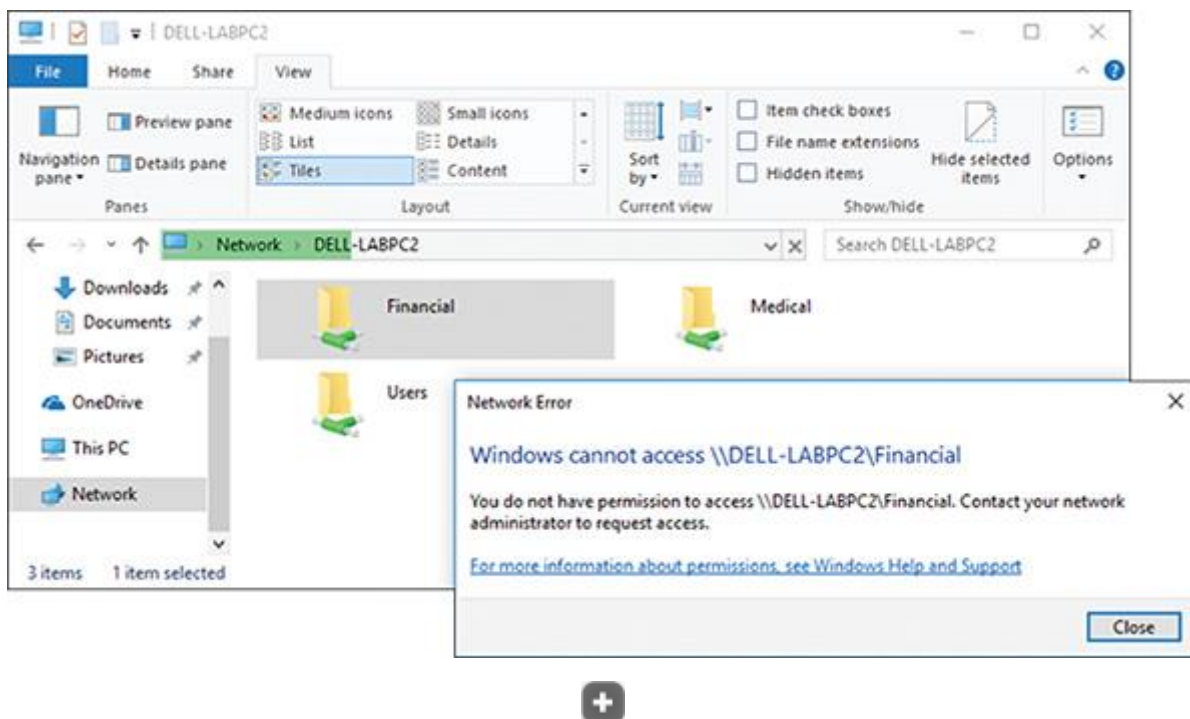 DELL-LABPC2
File Home Share View
Navigation pane
Preview pane
Details pane
Panes
Medium icons Small icons
List Details
Tiles Content
Layout
Sort by
Current view
Item check boxes
File name extensions
Hidden items
Hide selected items
Show/hide
Options
Network DELL-LABPC2
Search DELL-LABPC2
Downloads
Documents
Pictures
OneDrive
This PC
Network
Financial Medical
Users
3 items 1 item selected
Network Error
Windows cannot access \\DELL-LABPC2\Financial
You do not have permission to access \\DELL-LABPC2\Financial. Contact your network
administrator to request access.
For more information about permissions, see Windows Help and Support
Close